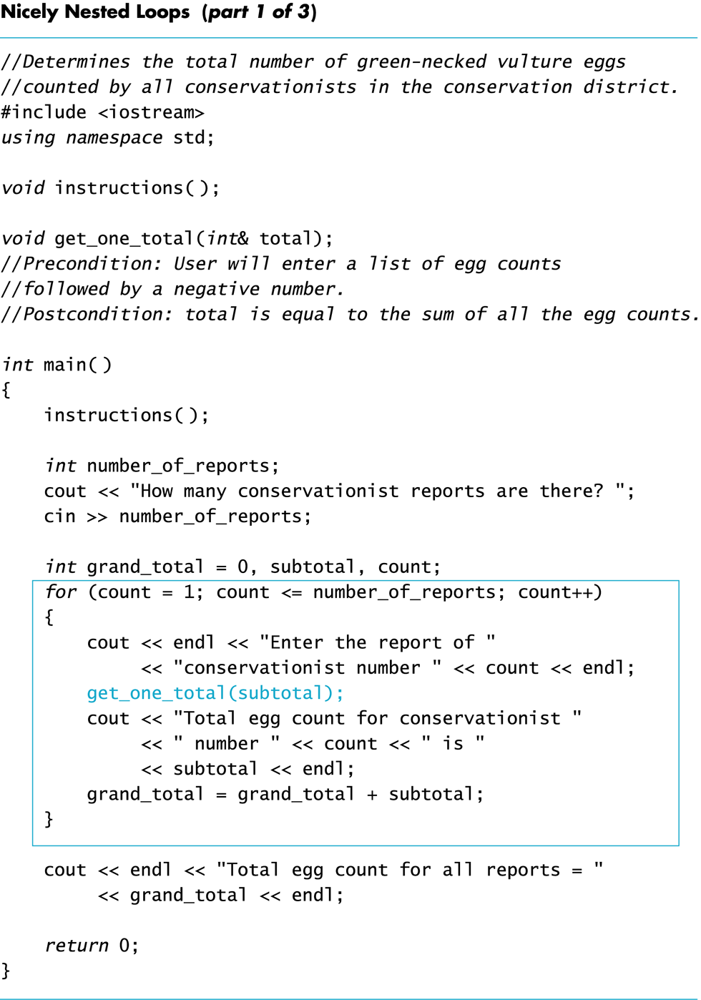 Nicely Nested Loops (part 1 of 3)
//Determines the total number of green-necked vulture eggs
//counted by all conservationists in the conservation district.
#include <iostream>
using namespace std;
void instructions( );
void get_one_total(int& total);
//Precondition: User will enter a list of egg counts
//followed by a negative number.
//Postcondition: total is equal to the sum of all the egg counts.
int main( )
{
    instructions( );
    int number_of_reports;
    cout << "How many conservationist reports are there? ";
    cin >> number_of_reports;
    int grand_total = 0, subtotal, count;
    for (count = 1; count <= number_of_reports; count++)
    {
        cout << endl << "Enter the report of "
             << "conservationist number " << count << endl;
        get_one_total(subtotal);
        cout << "Total egg count for conservationist "
             << " number " << count << " is "
             << subtotal << endl;
        grand_total = grand_total + subtotal;
    }
    cout << endl << "Total egg count for all reports = "
         << grand_total << endl;
    return 0;
}